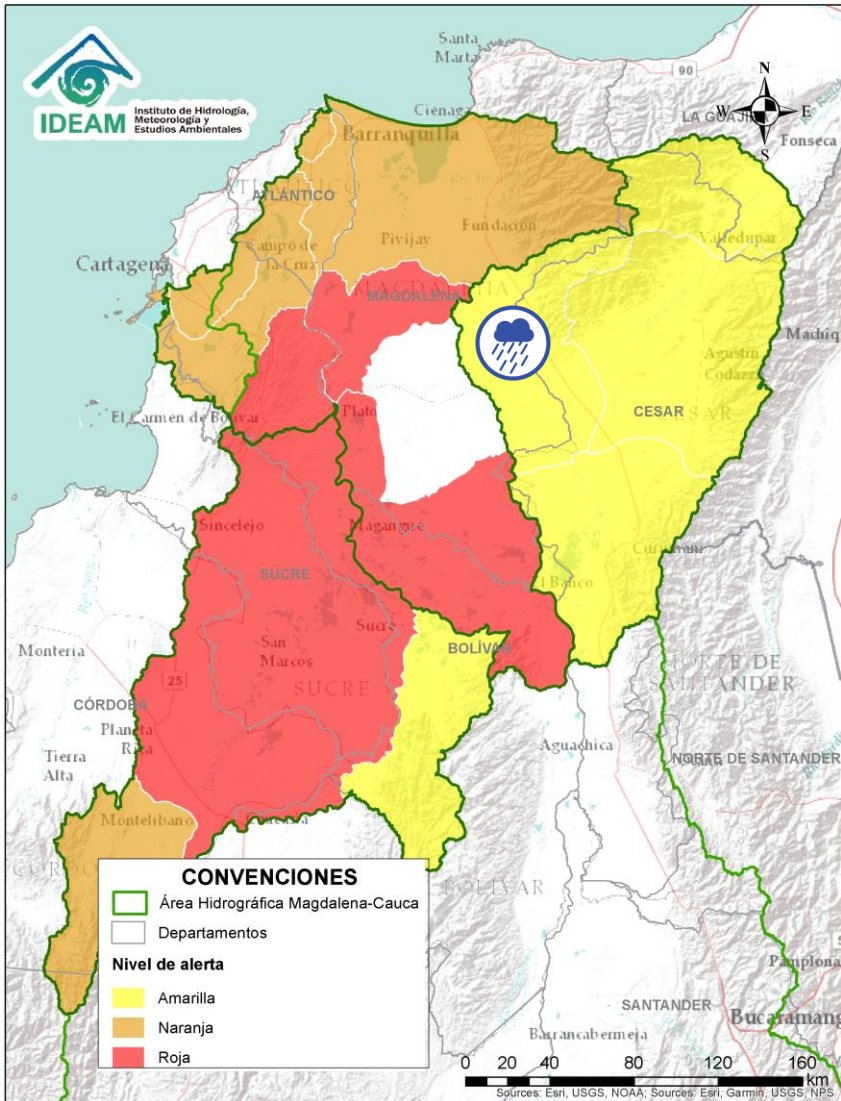 IDEAM
Instituto de Hidrología,
Meteorología y
Estudios Ambientales
Santa
Marta
90
N
W
E
S
Ciénaga
LA GUAJIR
Fonseca
Barranquilla
ATLÁNTICO
Fundación
Valledupar
Pivijay
Campo de
la Cruz
Cartagena
MAGDALENA
Machiq
Agustín
Codazzi
CESAR
El Carmen de Bolívar
Plato
Sincelejo
Magangue
Curumaní
El Banco
SUCRE
Sucre
San
Marcos
BOLÍVAR
Montería
25
SUCRE
NORTE DE
SANTANDER
CÓRDOBA
Planeta
Rica
Tierra
Alta
Aguachica
NORTE DE SANTANDER
Montelíbano
BOLÍVAR
CONVENCIONES
Área Hidrográfica Magdalena-Cauca
Departamentos
Nivel de alerta
Amarilla
Naranja
Roja
Pamplona
SANTANDER
Bucaramang
Barrancabermeja
0 20 40 80 120 160
km
Sources: Esri, USGS, NOAA; Sources: Esri, Garmin, USGS, NPS